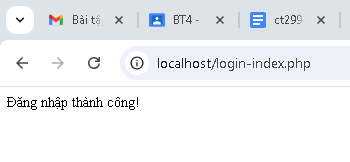 Bài tậ
BT4 -
ct299
localhost/login-index.php
Đăng nhập thành công!